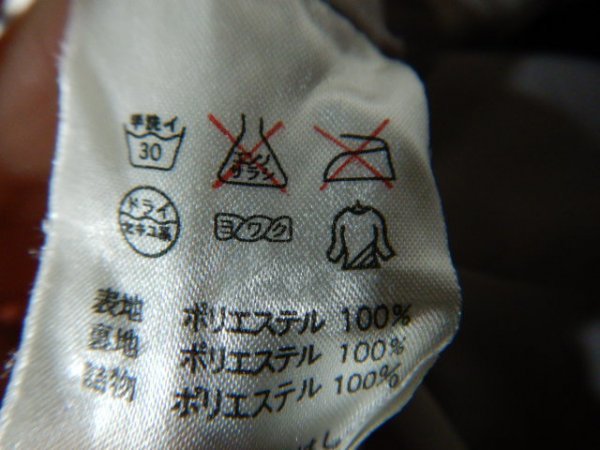 手洗イ
30
エンソ
サラシ
ドライ
セキユ系
ヨワク
表地 ポリエステル 100%
裏地 ポリエステル 100%
詰物 ポリエステル 100%